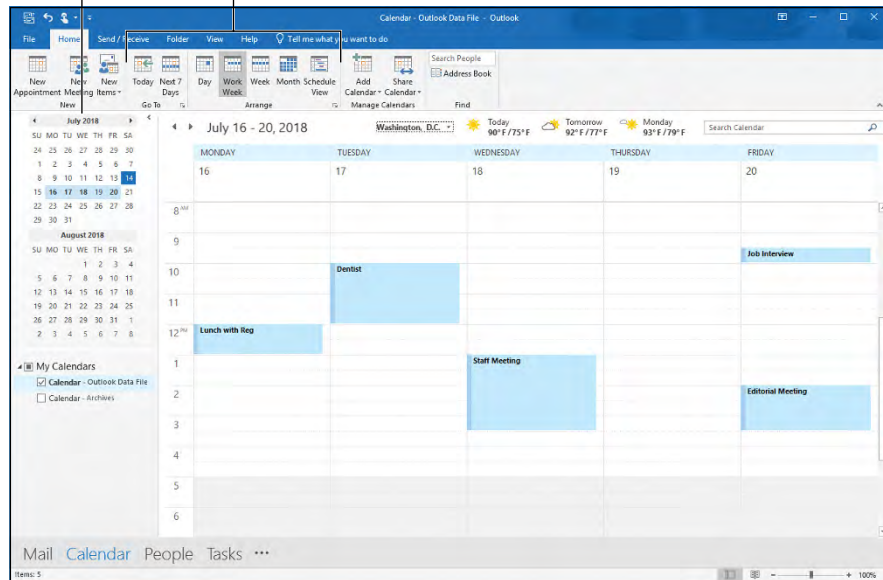 Calendar - Outlook Data File - Outlook
File Home Send / Receive Folder View Help Tell me what you want to do
New Appointment New Meeting New Items Today Next 7 Days Day Work Week Week Month Schedule View Add Calendar Share Calendar Search People
Address Book
New Go To Arrange Manage Calendars Find
July 2018
SU MO TU WE TH FR SA
24 25 26 27 28 29 30
1 2 3 4 5 6 7
8 9 10 11 12 13 14
15 16 17 18 19 20 21
22 23 24 25 26 27 28
29 30 31
August 2018
SU MO TU WE TH FR SA
1 2 3 4
5 6 7 8 9 10 11
12 13 14 15 16 17 18
19 20 21 22 23 24 25
26 27 28 29 30 31 1
2 3 4 5 6 7 8
My Calendars
Calendar - Outlook Data File
Calendar - Archives
July 16 - 20, 2018 Washington, D.C. Today Tomorrow Monday Search Calendar
90° F / 75° F 92° F / 77° F 93° F / 79° F
MONDAY TUESDAY WEDNESDAY THURSDAY FRIDAY
16 17 18 19 20
8 AM
9
Job Interview
10 Dentist
11
12 PM Lunch with Reg
1 Staff Meeting
2 Editorial Meeting
3
4
5
6
Mail Calendar People Tasks •••
Items: 5 100%